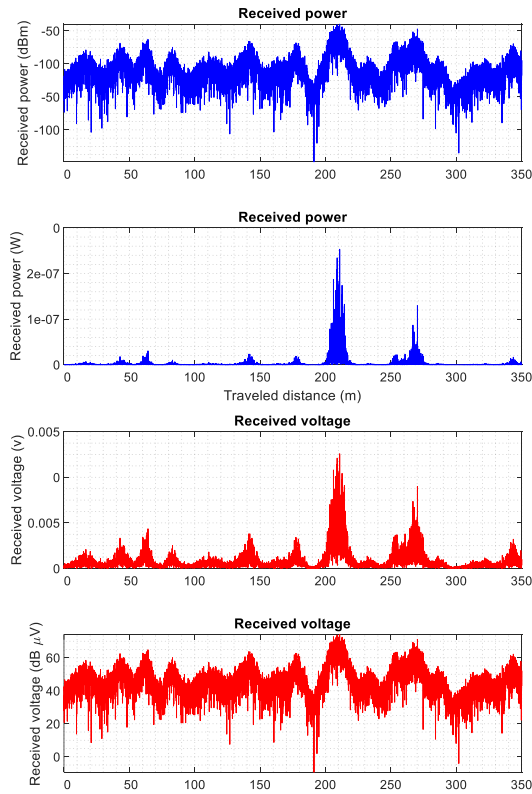 Received power
Received power (dBm)
-50
-100
-50
-100
0 50 100 150 200 250 300 350
Received power
Received power (W)
0
2e-07
1e-07
0
0 50 100 150 200 250 300 350
Traveled distance (m)
Received voltage
Received voltage (v)
0.005
0
0.005
0
0 50 100 150 200 250 300 350
Received voltage
Received voltage (dB μV)
60
40
20
0
0 50 100 150 200 250 300 350